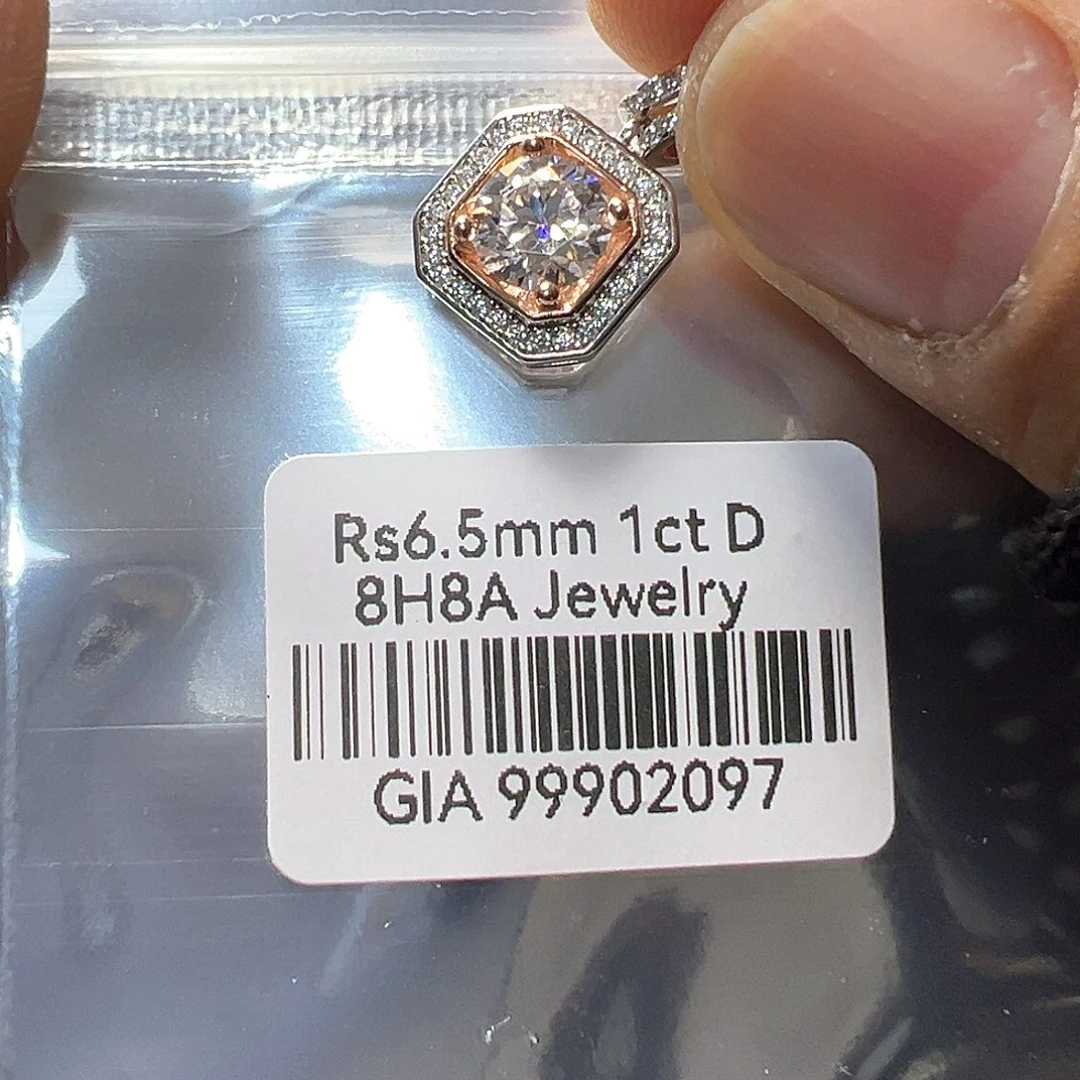 Rs6.5mm 1ct D
8H8A Jewelry
GIA 99902097